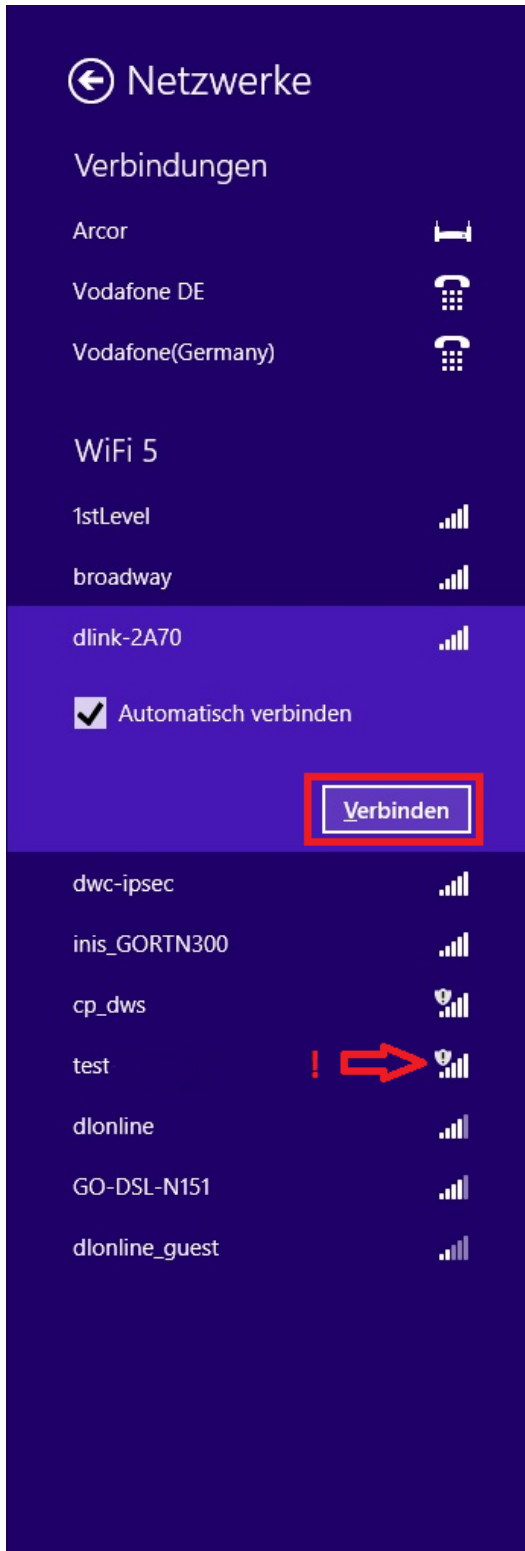 Netzwerke
Verbindungen
Arcor
Vodafone DE
Vodafone(Germany)
WiFi 5
1stLevel
broadway
dlink-2A70
Automatisch verbinden
Verbinden
dwc-ipsec
inis_GORTN300
cp_dws
test !
dlonline
GO-DSL-N151
dlonline_guest